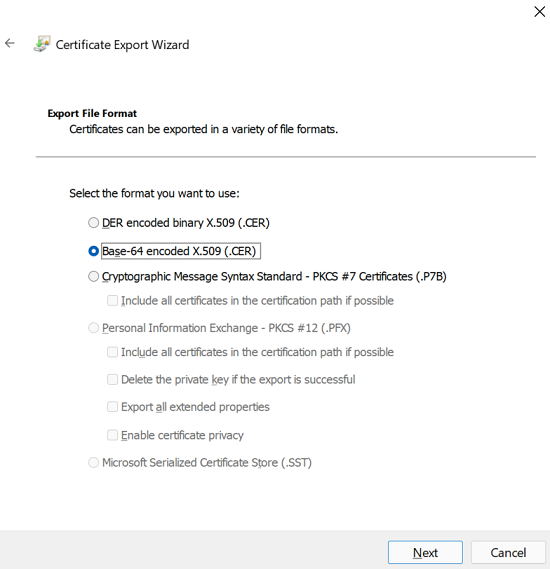 Certificate Export Wizard
Export File Format
Certificates can be exported in a variety of file formats.
Select the format you want to use:
DER encoded binary X.509 (.CER)
Base-64 encoded X.509 (.CER)
Cryptographic Message Syntax Standard - PKCS #7 Certificates (.P7B)
Include all certificates in the certification path if possible
Personal Information Exchange - PKCS #12 (.PFX)
Include all certificates in the certification path if possible
Delete the private key if the export is successful
Export all extended properties
Enable certificate privacy
Microsoft Serialized Certificate Store (.SST)
Next Cancel